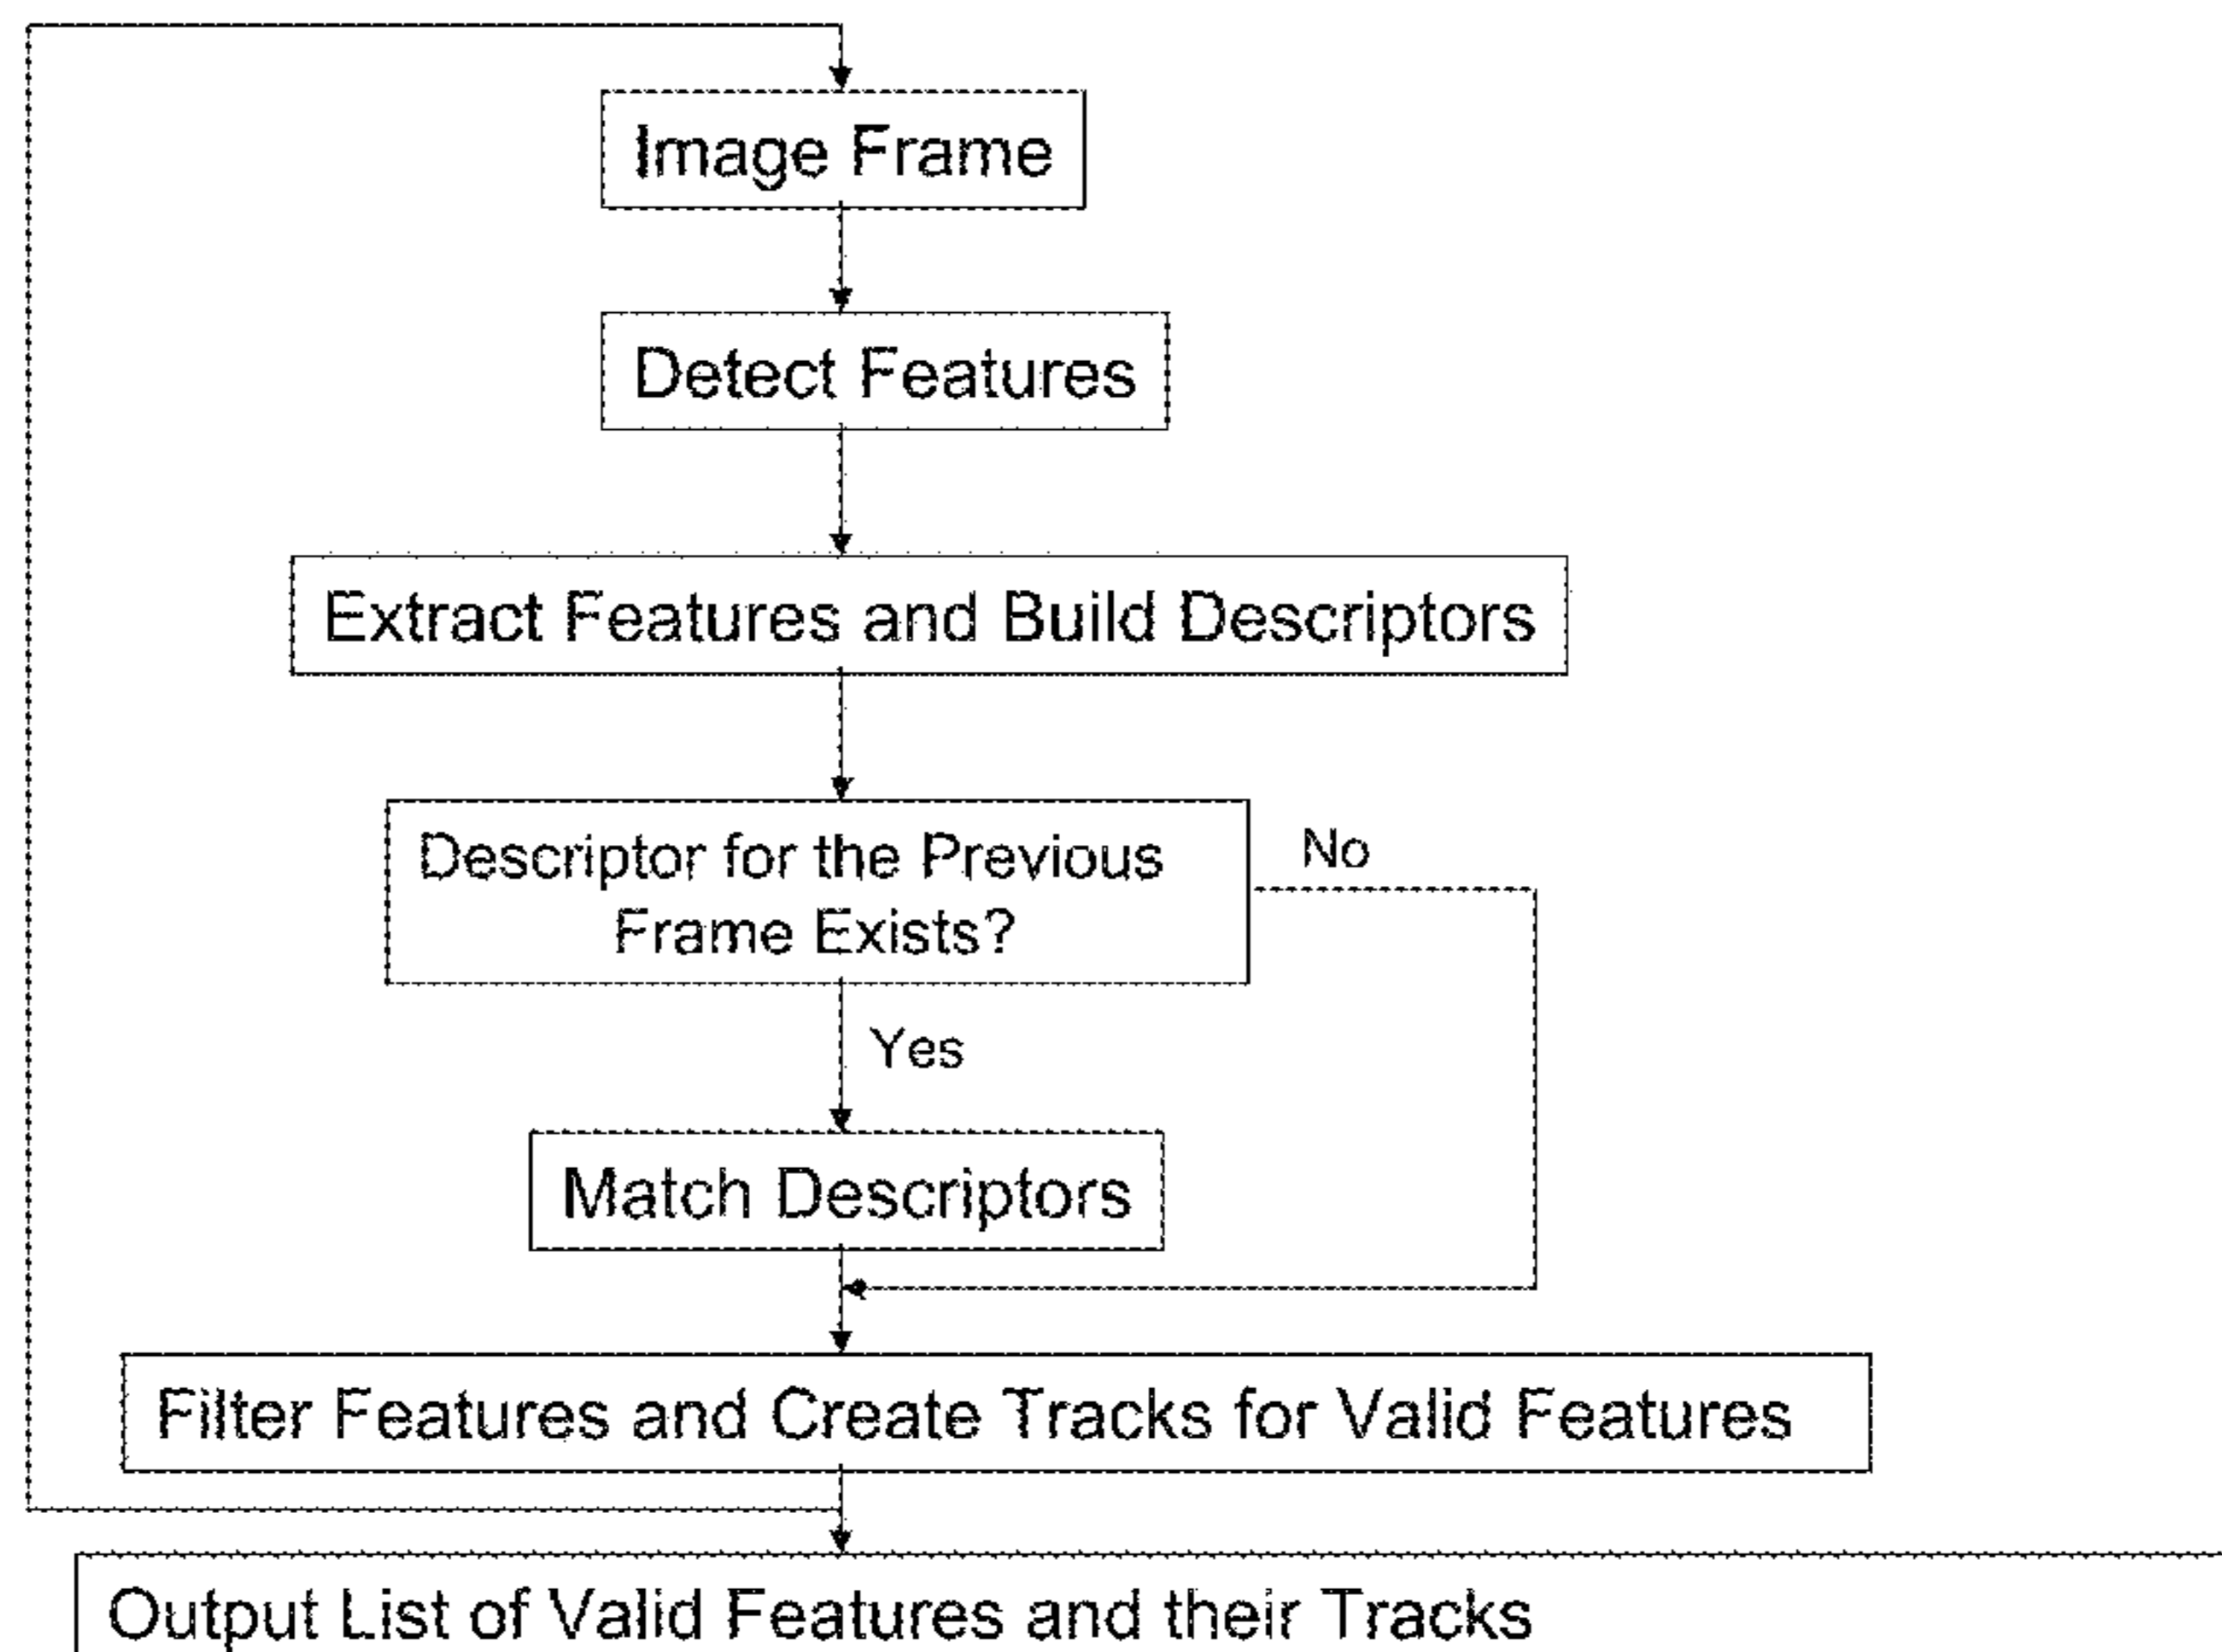 Image Frame
Detect Features
Extract Features and Build Descriptors
Descriptor for the Previous
Frame Exists?
No
Yes
Match Descriptors
Filter Features and Create Tracks for Valid Features
Output List of Valid Features and their Tracks